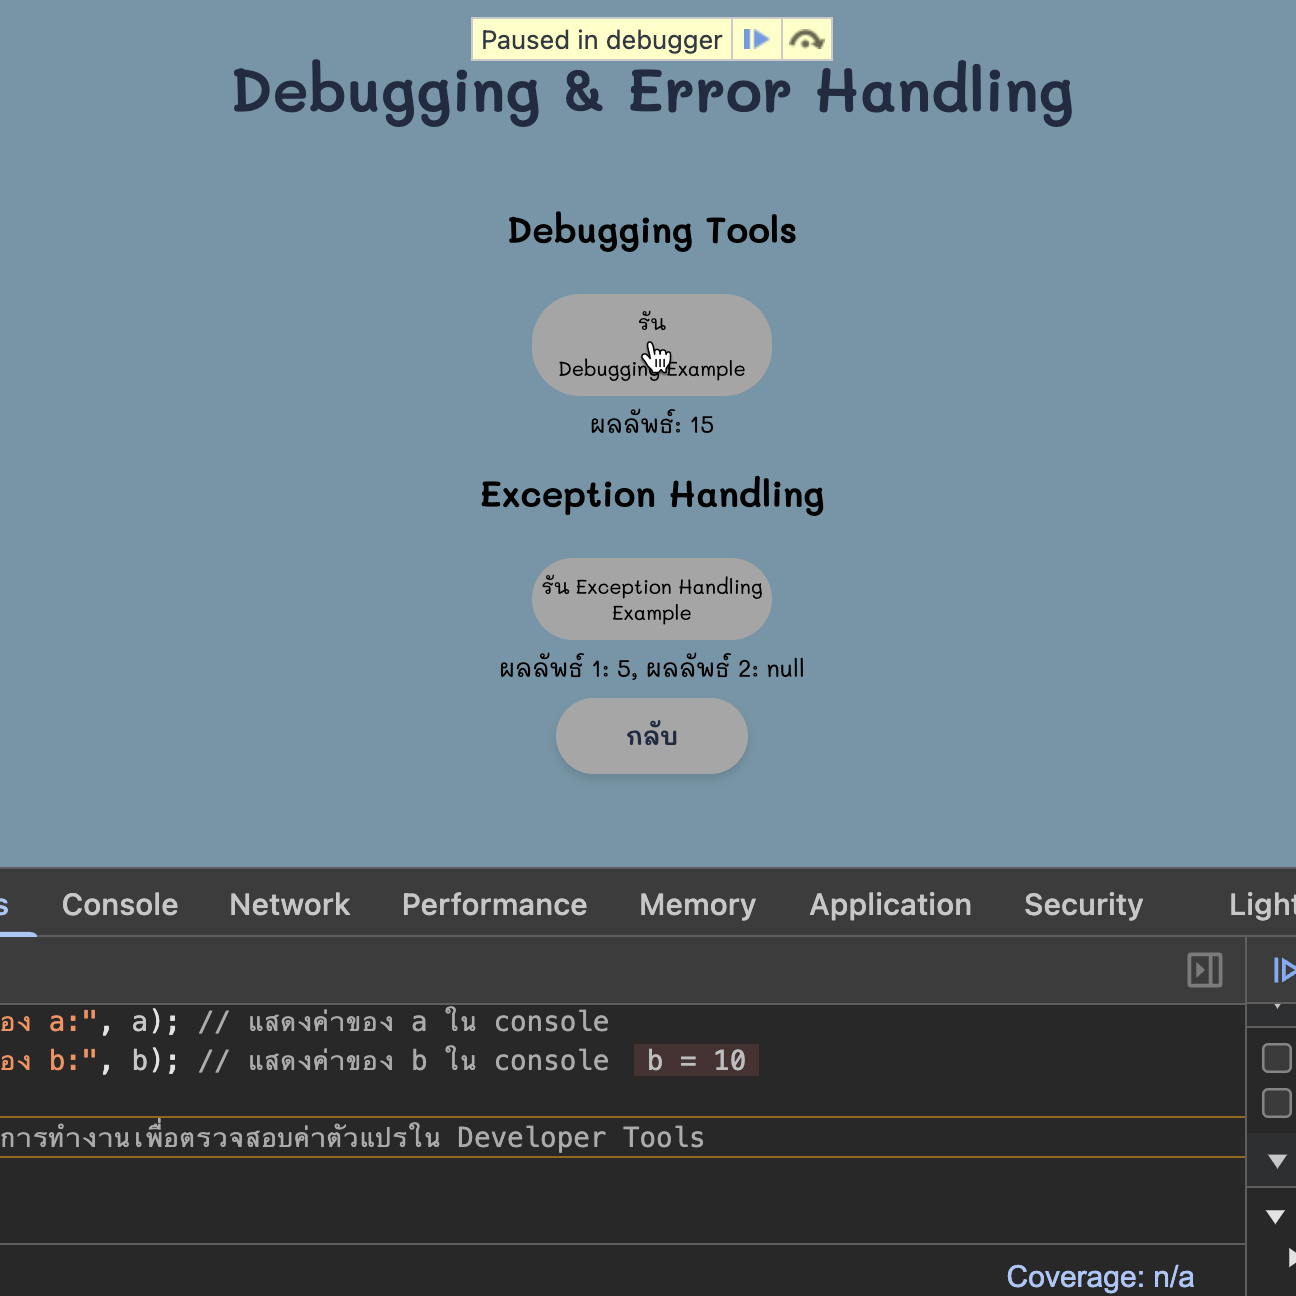 Paused in debugger
Debugging & Error Handling
Debugging Tools
รัน
Debugging Example
ผลลัพธ์: 15
Exception Handling
รัน Exception Handling
Example
ผลลัพธ์ 1: 5, ผลลัพธ์ 2: null
กลับ
s Console Network Performance Memory Application Security Light
อง a:", a); // แสดงค่าของ a ใน console
อง b:", b); // แสดงค่าของ b ใน console b = 10
การทำงานเพื่อตรวจสอบค่าตัวแปรใน Developer Tools
Coverage: n/a